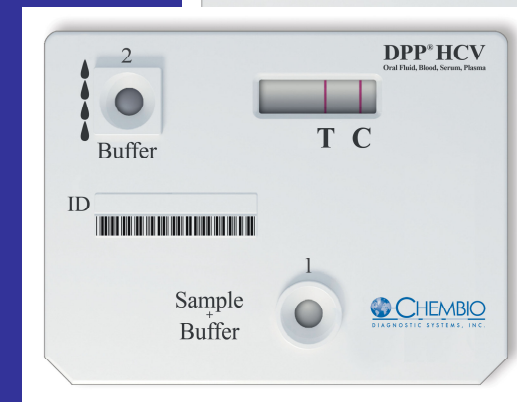 DPP® HCV
Oral Fluid, Blood, Serum, Plasma
2
Buffer
T C
ID
1
Sample
+
Buffer
CHEMBIO
DIAGNOSTIC SYSTEMS, INC.